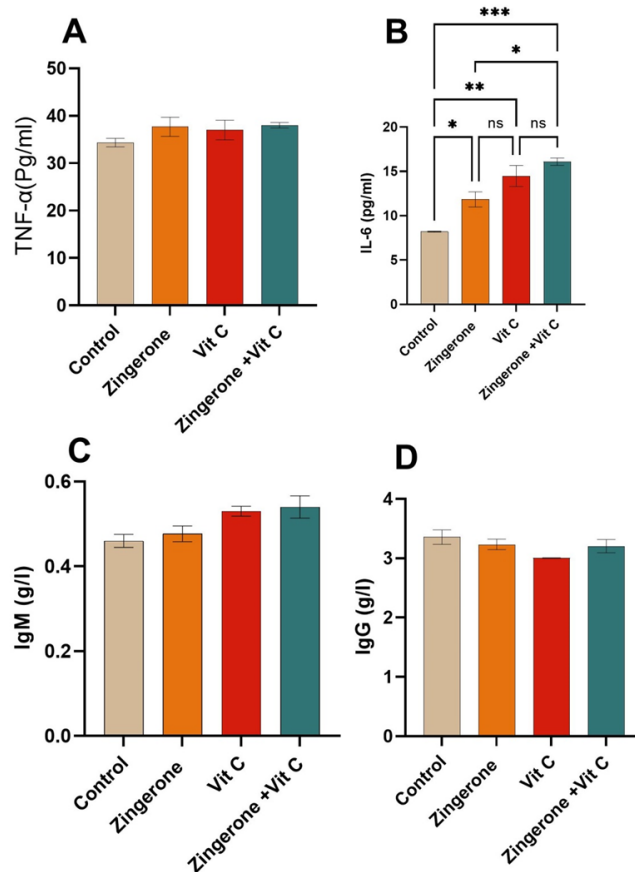 A
TNF-α(Pg/ml)
50
40
30
20
10
0
Control
Zingerone
Vit C
Zingerone +Vit C
B
***
*
**
*
ns
ns
IL-6 (pg/ml)
20
15
10
5
0
Control
Zingerone
Vit C
Zingerone +Vit C
C
IgM (g/l)
0.6
0.4
0.2
0.0
Control
Zingerone
Vit C
Zingerone +Vit C
D
IgG (g/l)
4
3
2
1
0
Control
Zingerone
Vit C
Zingerone +Vit C